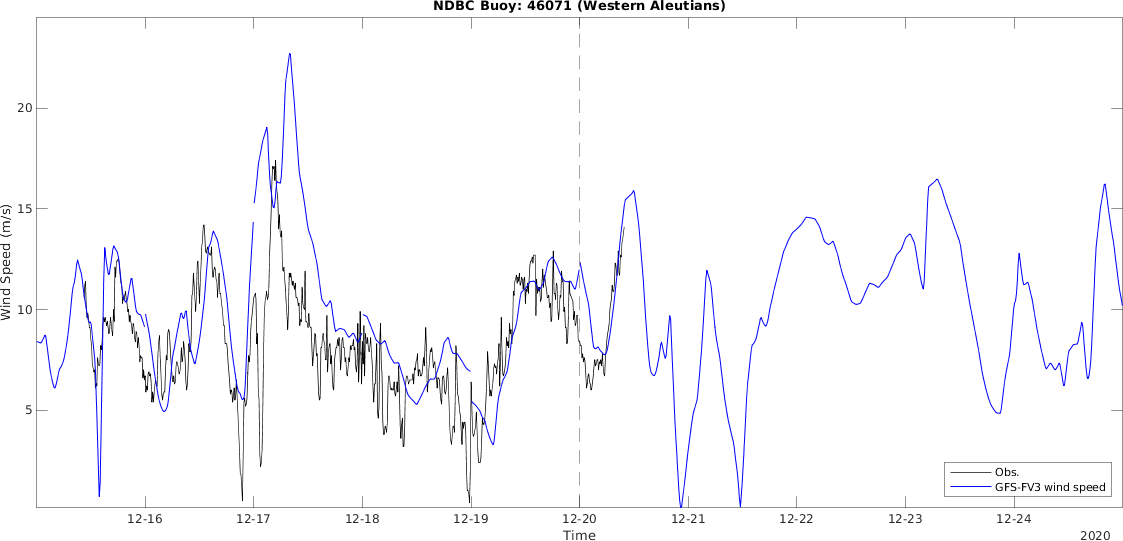 NDBC Buoy: 46071 (Western Aleutians)
Wind Speed (m/s)
20
15
10
5
Obs.
GFS-FV3 wind speed
12-16 12-17 12-18 12-19 12-20 12-21 12-22 12-23 12-24
Time
2020